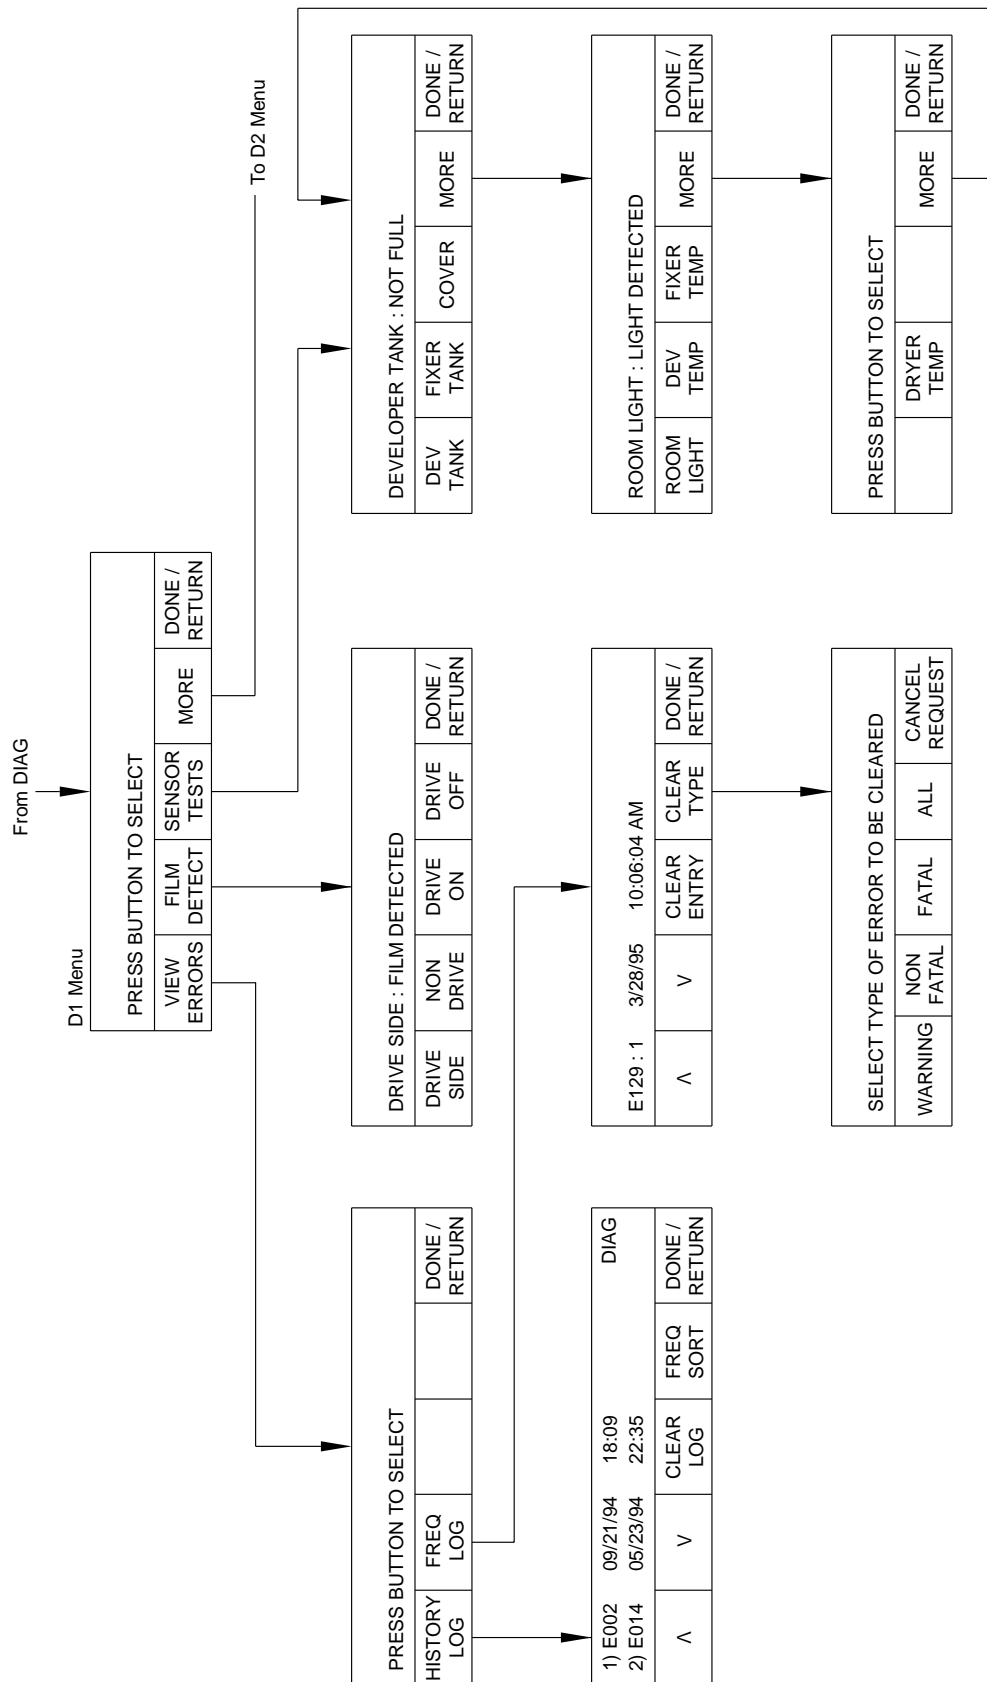 From DIAG
D1 Menu
PRESS BUTTON TO SELECT
VIEW
ERRORS
FILM
DETECT
SENSOR
TESTS
MORE
DONE /
RETURN
To D2 Menu
PRESS BUTTON TO SELECT
HISTORY
LOG
FREQ
LOG
DONE /
RETURN
DRIVE SIDE : FILM DETECTED
DRIVE
SIDE
NON
DRIVE
DRIVE
ON
DRIVE
OFF
DONE /
RETURN
DEVELOPER TANK : NOT FULL
DEV
TANK
FIXER
TANK
COVER
MORE
DONE /
RETURN
1) E002 09/21/94 18:09 DIAG
2) E014 05/23/94 22:35
<
>
CLEAR
LOG
FREQ
SORT
DONE /
RETURN
E129 : 1 3/28/95 10:06:04 AM
Λ
V
CLEAR
ENTRY
CLEAR
TYPE
DONE /
RETURN
ROOM LIGHT : LIGHT DETECTED
ROOM
LIGHT
DEV
TEMP
FIXER
TEMP
MORE
DONE /
RETURN
SELECT TYPE OF ERROR TO BE CLEARED
WARNING
NON
FATAL
FATAL
ALL
CANCEL
REQUEST
PRESS BUTTON TO SELECT
DRYER
TEMP
MORE
DONE /
RETURN